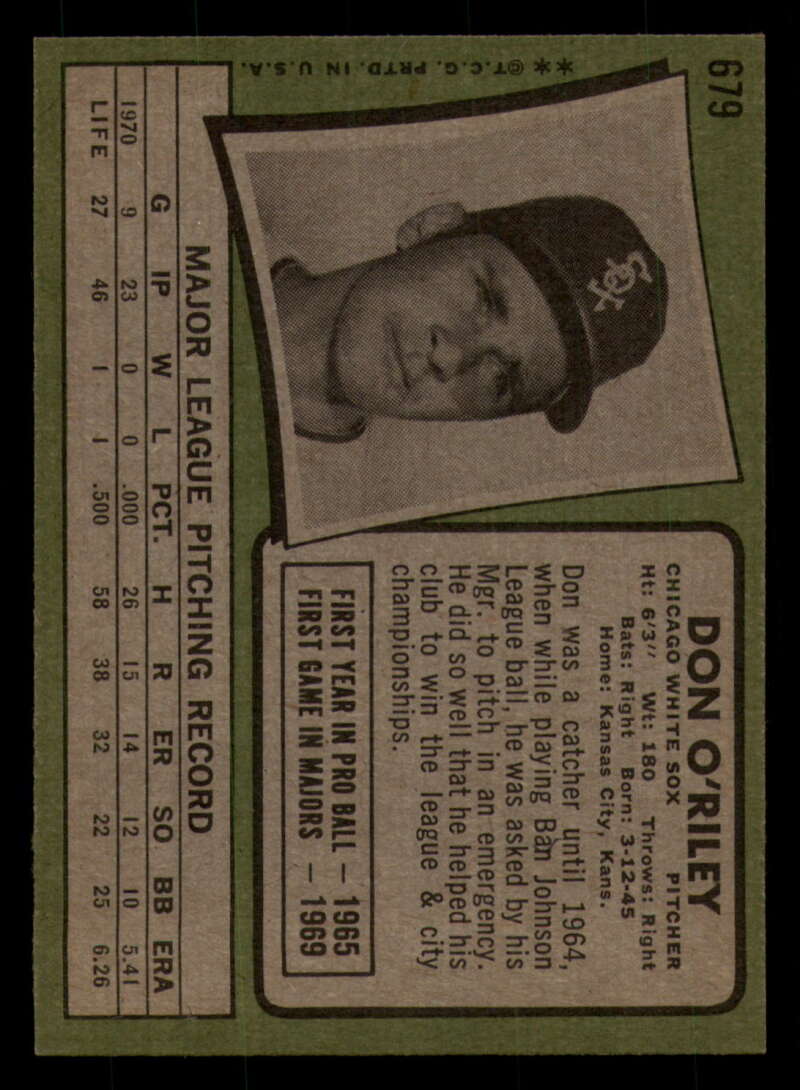 679
** @T.C.G. PRTD. IN U.S.A.
SOX
DON O'RILEY
CHICAGO WHITE SOX PITCHER
Ht: 6'3" Wt: 180 Throws: Right
Bats: Right Born: 3-12-45
Home: Kansas City, Kans.
Don was a catcher until 1964,
when while playing Ban Johnson
League ball, he was asked by his
Mgr. to pitch in an emergency.
He did so well that he helped his
club to win the league & city
championships.
FIRST YEAR IN PRO BALL — 1965
FIRST GAME IN MAJORS — 1969
MAJOR LEAGUE PITCHING RECORD
G IP W L PCT. H R ER SO BB ERA
1970 9 23 0 0 .000 26 15 14 12 10 5.41
LIFE 27 46 1 1 .500 58 38 32 22 25 6.26